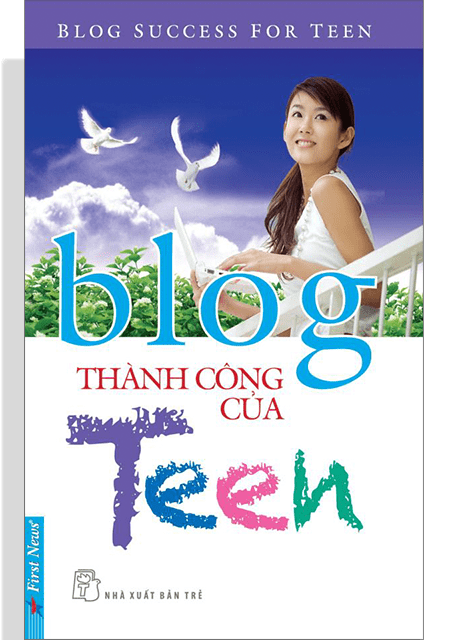 BLOG SUCCESS FOR TEEN
blog
THÀNH CÔNG
CỦA
Teen
First News
NHÀ XUẤT BẢN TRẺ